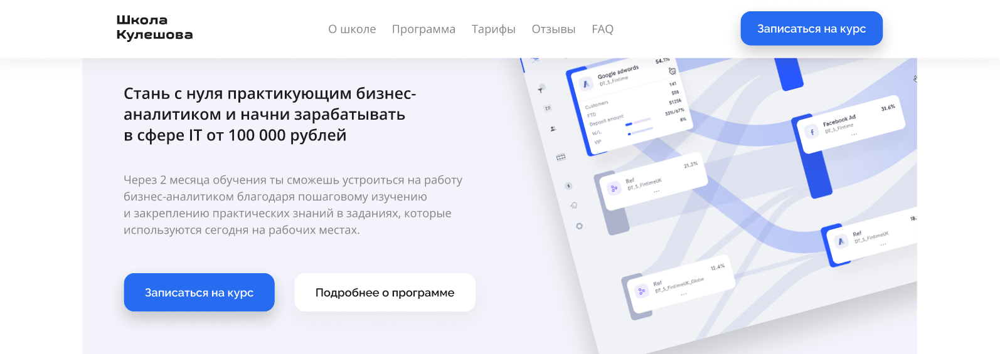 Школа
Кулешова
О школе Программа Тарифы Отзывы FAQ
Записаться на курс
Стань с нуля практикующим бизнес-
аналитиком и начни зарабатывать
в сфере IT от 100 000 рублей
Через 2 месяца обучения ты сможешь устроиться на работу
бизнес-аналитиком благодаря пошаговому изучению
и закреплению практических знаний в заданиях, которые
используются сегодня на рабочих местах.
Записаться на курс
Подробнее о программе
Google adwords 54.1%
DT_5_Fintime
141
Customers $86
FTD $1256
Deposit amount 33%/67%
W/L 8%
VIP
Facebook Ad 31.6%
DT_5_Fintime
...
Ref 21.3%
DT_5_FintimeUK
...
Ref
DT_5_FintimeUK
...
Ref 12.4%
DT_5_FintimeUK_Globe
...